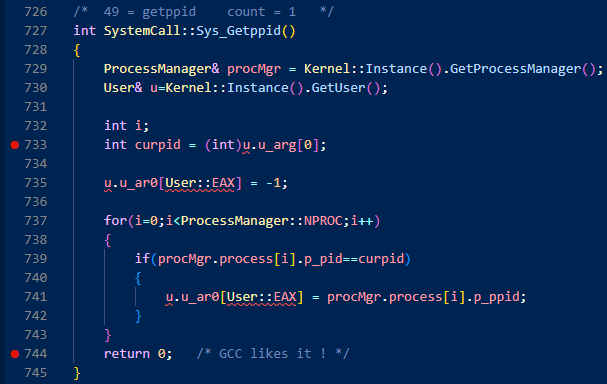 726 /*  49 = getppid    count = 1   */
727 int SystemCall::Sys_Getppid()
728 {
729     ProcessManager& procMgr = Kernel::Instance().GetProcessManager();
730     User& u=Kernel::Instance().GetUser();
731
732     int i;
733     int curpid = (int)u.u_arg[0];
734
735     u.u_ar0[User::EAX] = -1;
736
737     for(i=0;i<ProcessManager::NPROC;i++)
738     {
739         if(procMgr.process[i].p_pid==curpid)
740         {
741             u.u_ar0[User::EAX] = procMgr.process[i].p_ppid;
742         }
743     }
744     return 0;   /* GCC likes it ! */
745 }